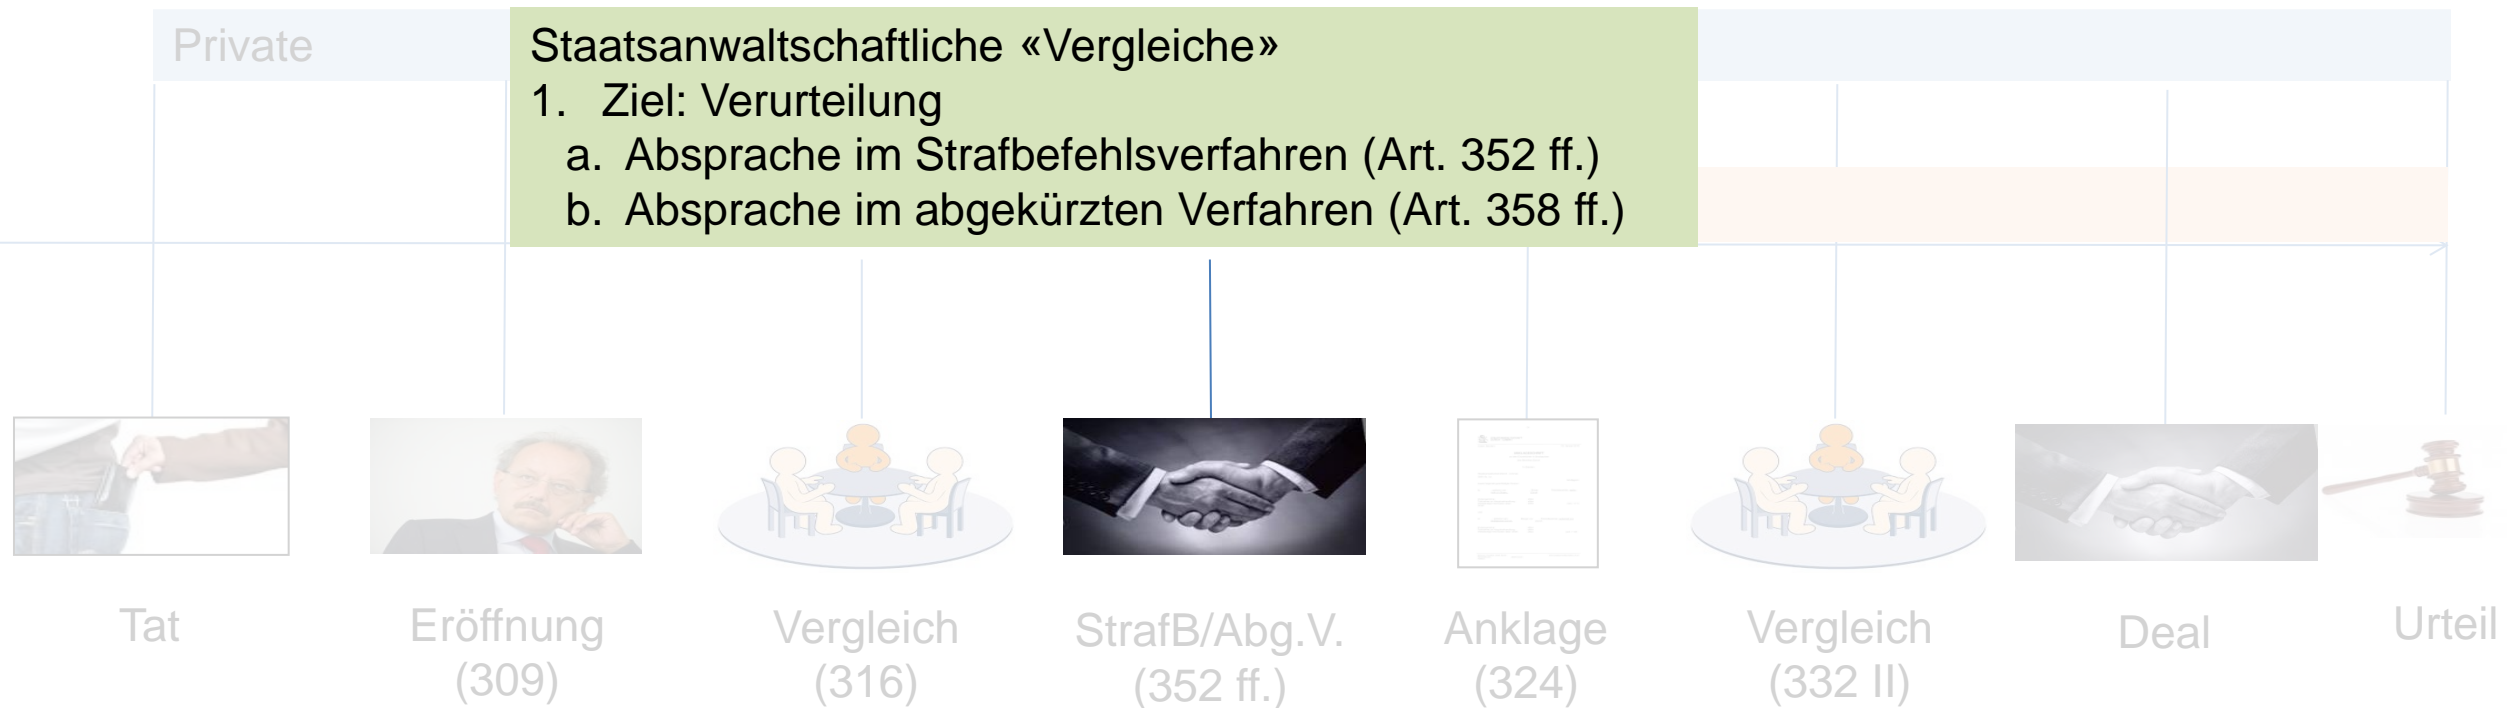 Private
Staatsanwaltschaftliche «Vergleiche»
1. Ziel: Verurteilung
a. Absprache im Strafbefehlsverfahren (Art. 352 ff.)
b. Absprache im abgekürzten Verfahren (Art. 358 ff.)
Tat
Eröffnung
(309)
Vergleich
(316)
StrafB/Abg.V.
(352 ff.)
Anklage
(324)
Vergleich
(332 II)
Deal
Urteil